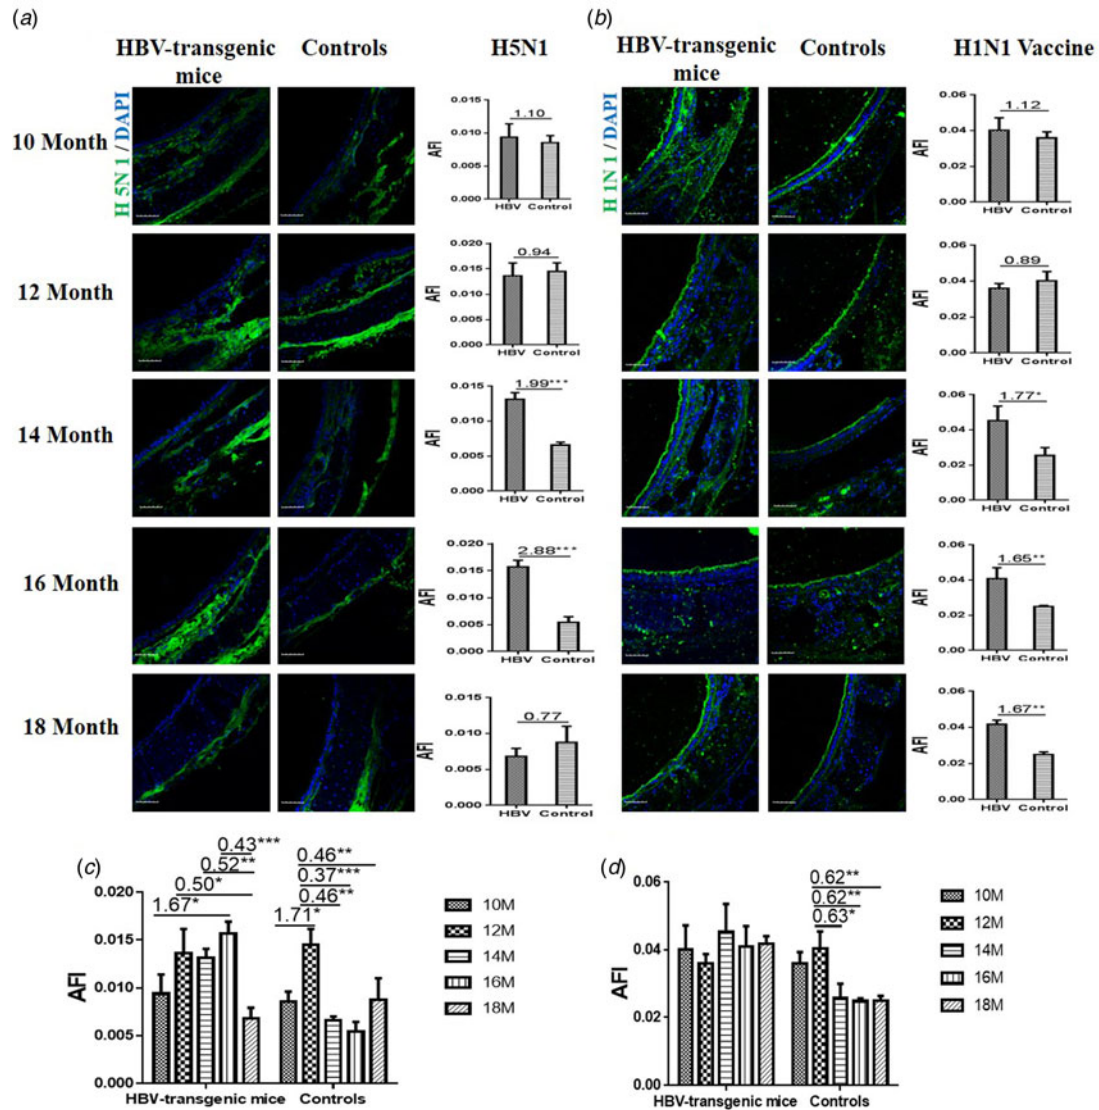 (a)
HBV-transgenic mice Controls H5N1
10 Month
H 5N 1 / DAPI
AFI
0.015
0.010
0.005
0.000
1.10
HBV Control
12 Month
AFI
0.020
0.015
0.010
0.005
0.000
0.94
HBV Control
14 Month
AFI
0.015
0.010
0.005
0.000
1.99***
HBV Control
16 Month
AFI
0.020
0.015
0.010
0.005
0.000
2.88***
HBV Control
18 Month
AFI
0.015
0.010
0.005
0.000
0.77
HBV Control
(b)
HBV-transgenic mice Controls H1N1 Vaccine
H 1N 1 / DAPI
AFI
0.06
0.04
0.02
0.00
1.12
HBV Control
AFI
0.06
0.04
0.02
0.00
0.89
HBV Control
AFI
0.06
0.04
0.02
0.00
1.77*
HBV Control
AFI
0.06
0.04
0.02
0.00
1.65**
HBV Control
AFI
0.06
0.04
0.02
0.00
1.67**
HBV Control
(c)
AFI
0.020
0.015
0.010
0.005
0.000
0.43***
0.52**
0.50*
1.67*
0.46**
0.37***
0.46**
1.71*
HBV-transgenic mice Controls
10M
12M
14M
16M
18M
(d)
AFI
0.06
0.04
0.02
0.00
0.62**
0.62**
0.63*
HBV-transgenic mice Controls
10M
12M
14M
16M
18M